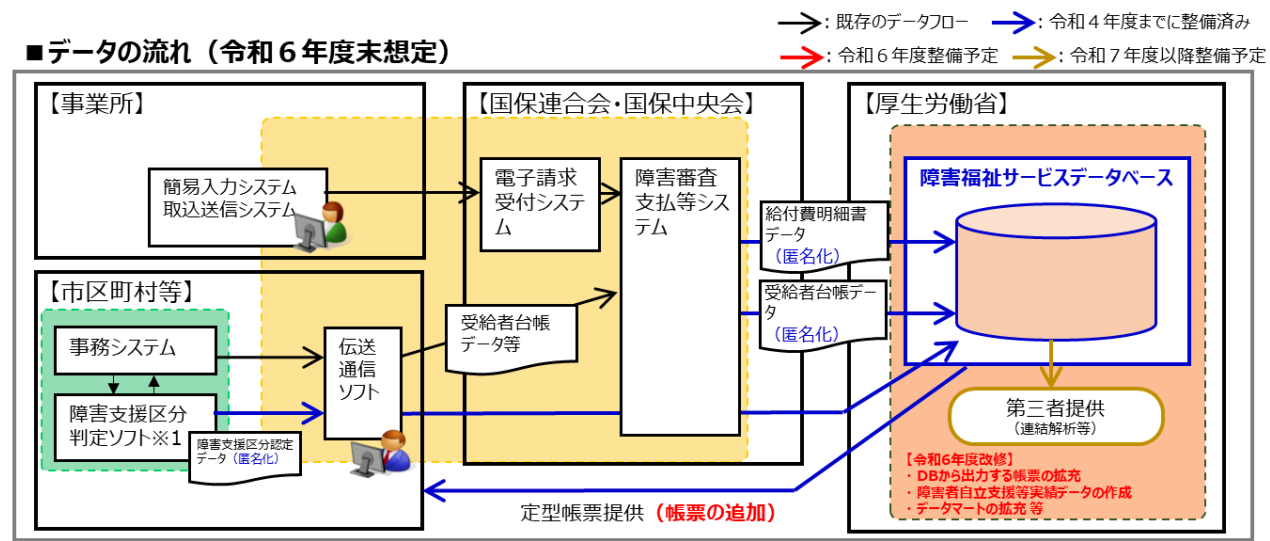 →: 既存のデータフロー →: 令和４年度までに整備済み
■データの流れ（令和６年度末想定）
→: 令和６年度整備予定 →: 令和７年度以降整備予定
【事業所】
簡易入力システム
取込送信システム
【国保連合会・国保中央会】
電子請求
受付システ
ム
障害審査
支払等シス
テム
【厚生労働省】
障害福祉サービスデータベース
給付費明細書
データ
（匿名化）
受給者台帳デー
タ
（匿名化）
【市区町村等】
事務システム
障害支援区分
判定ソフト※1
障害支援区分認定
データ（匿名化）
伝送
通信
ソフト
受給者台帳
データ等
第三者提供
（連結解析等）
【令和6年度改修】
・ DBから出力する帳票の拡充
・障害者自立支援等実績データの作成
・データマートの拡充 等
定型帳票提供（帳票の追加）